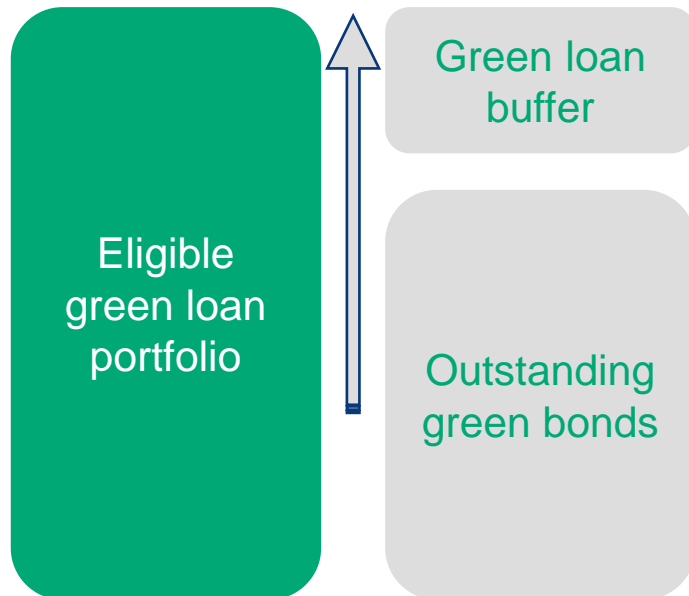 Eligible
green loan
portfolio
Green loan
buffer
Outstanding
green bonds